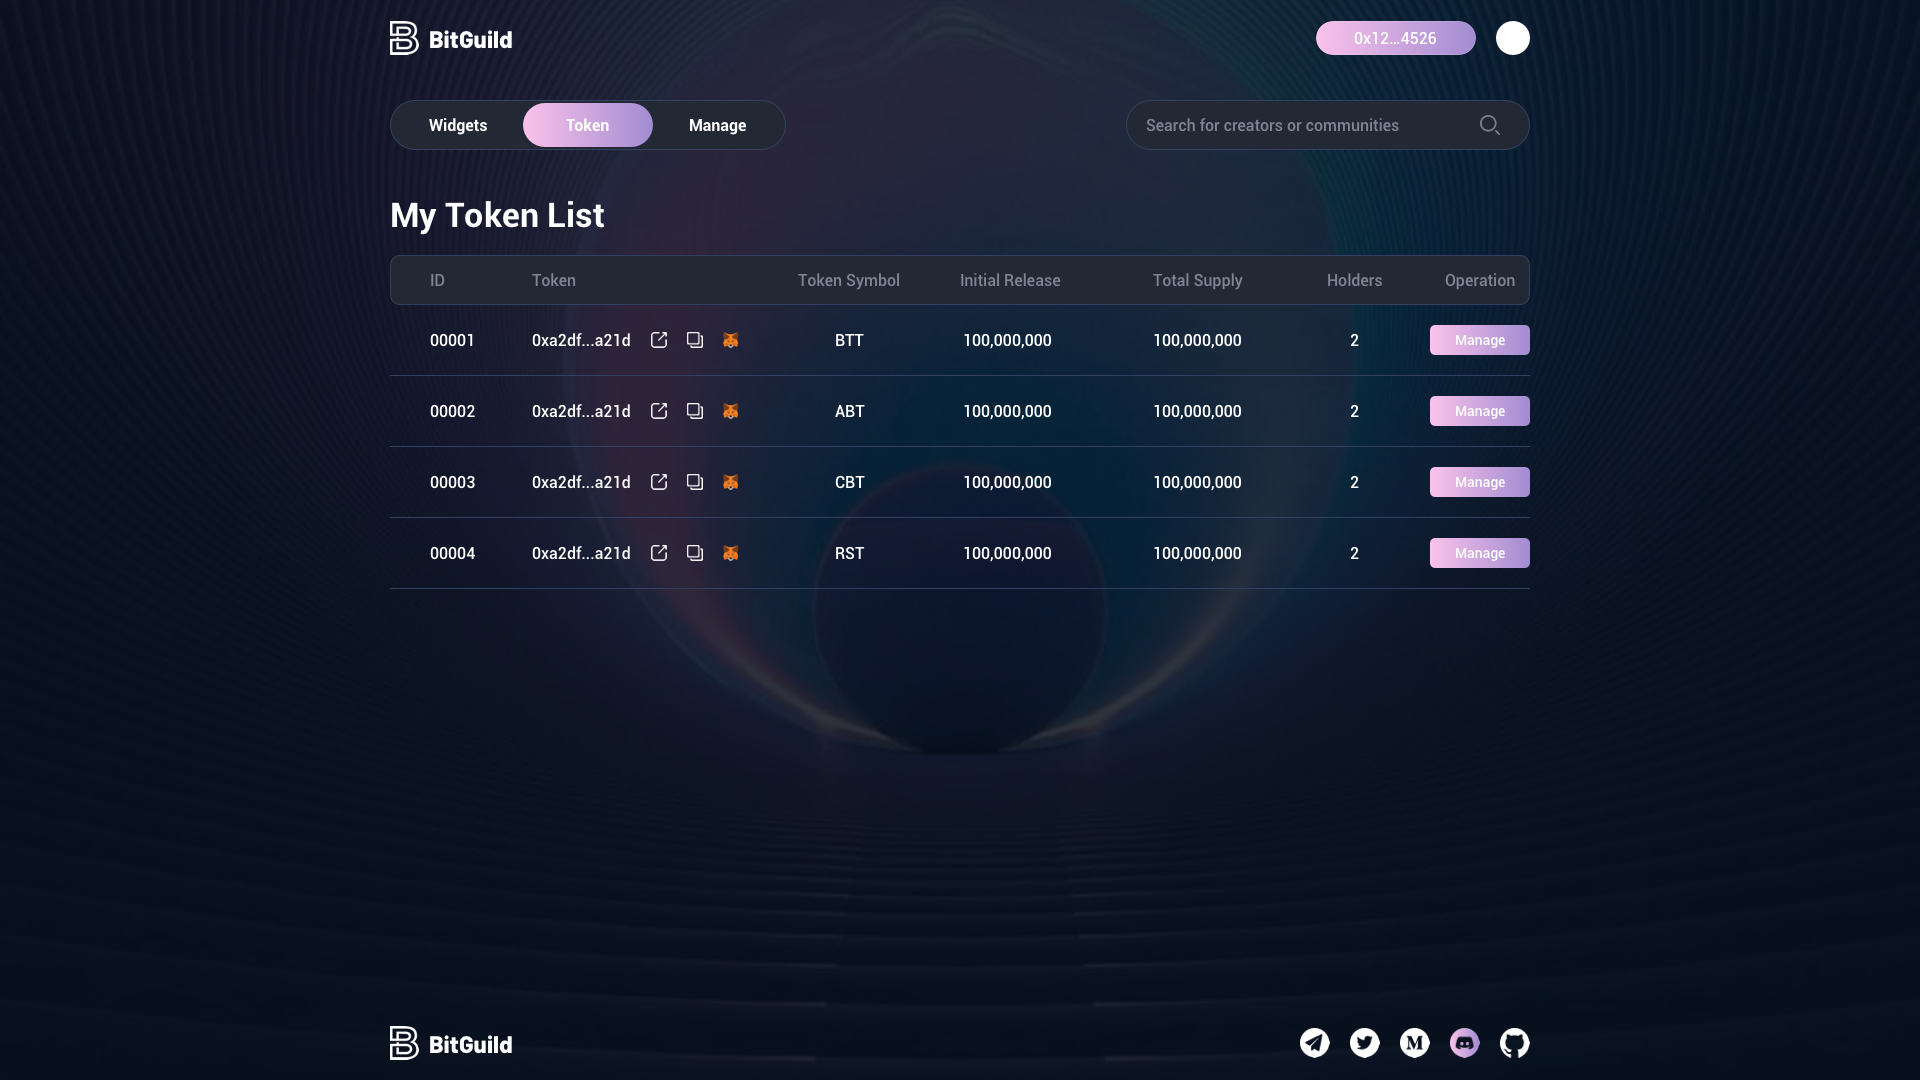 BitGuild
0x12...4526
Widgets Token Manage
Search for creators or communities
My Token List
ID Token Token Symbol Initial Release Total Supply Holders Operation
00001 0xa2df...a21d BTT 100,000,000 100,000,000 2 Manage
00002 0xa2df...a21d ABT 100,000,000 100,000,000 2 Manage
00003 0xa2df...a21d CBT 100,000,000 100,000,000 2 Manage
00004 0xa2df...a21d RST 100,000,000 100,000,000 2 Manage
BitGuild